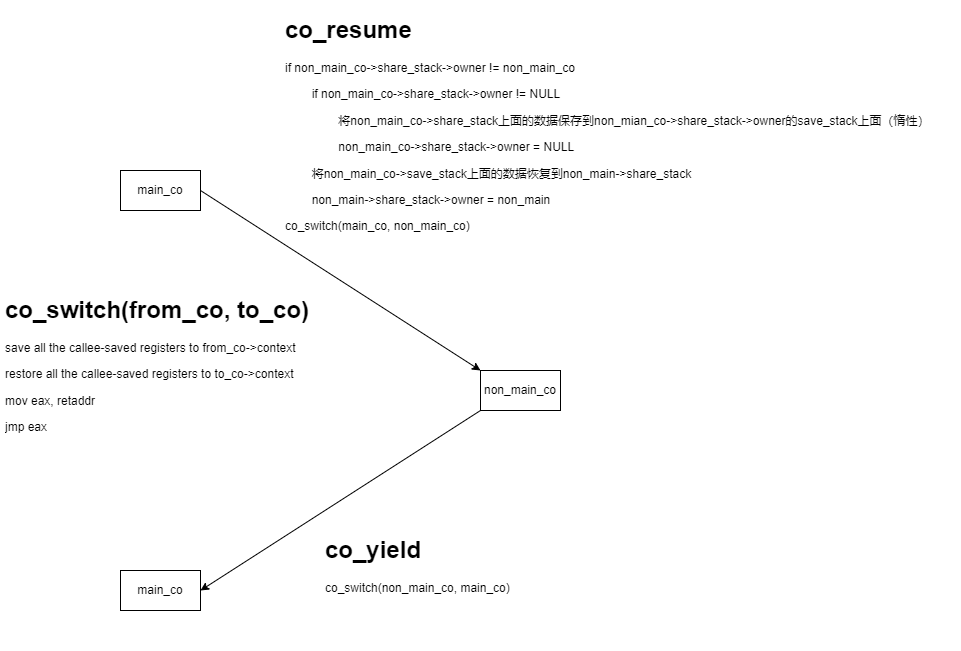 co_resume
if non_main_co->share_stack->owner != non_main_co
if non_main_co->share_stack->owner != NULL
将non_main_co->share_stack上面的数据保存到non_mian_co->share_stack->owner的save_stack上面（惰性）
non_main_co->share_stack->owner = NULL
将non_main_co->save_stack上面的数据恢复到non_main->share_stack
non_main->share_stack->owner = non_main
co_switch(main_co, non_main_co)
main_co
co_switch(from_co, to_co)
save all the callee-saved registers to from_co->context
restore all the callee-saved registers to to_co->context
mov eax, retaddr
jmp eax
non_main_co
co_yield
co_switch(non_main_co, main_co)
main_co